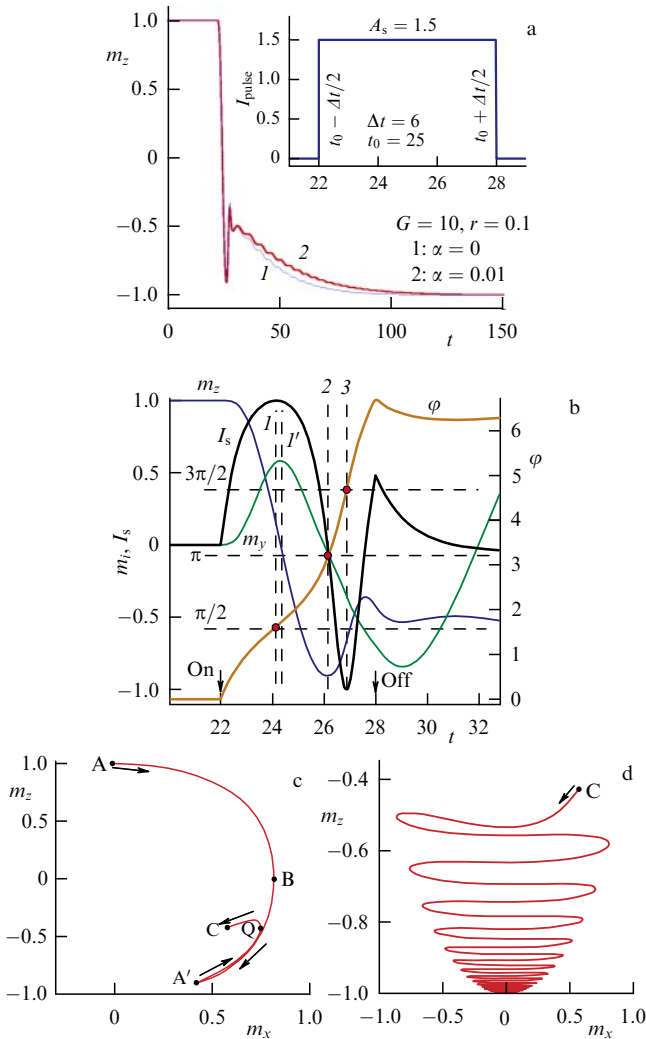 a
1.0
m_z
0.5
0
−0.5
−1.0
0
50
100
150
t
1
2
G = 10, r = 0.1
1: α = 0
2: α = 0.01
A_s = 1.5
I_pulse
1.5
1.0
0.5
0
t_0 − Δt/2
t_0 + Δt/2
Δt = 6
t_0 = 25
22
24
26
28
b
m_z
I_s
m_y
φ
1
1′
2
3
1.0
0.5
0
−0.5
−1.0
m_i, I_s
3π/2
π
π/2
On
Off
22
24
26
28
30
32
t
6
5
4
3
2
1
0
φ
c
A
B
C
Q
A′
1.0
m_z
0.5
0
−0.5
−1.0
0
0.5
1.0
m_x
d
C
−0.4
m_z
−0.6
−0.8
−1.0
−1.0
−0.5
0
0.5
1.0
m_x